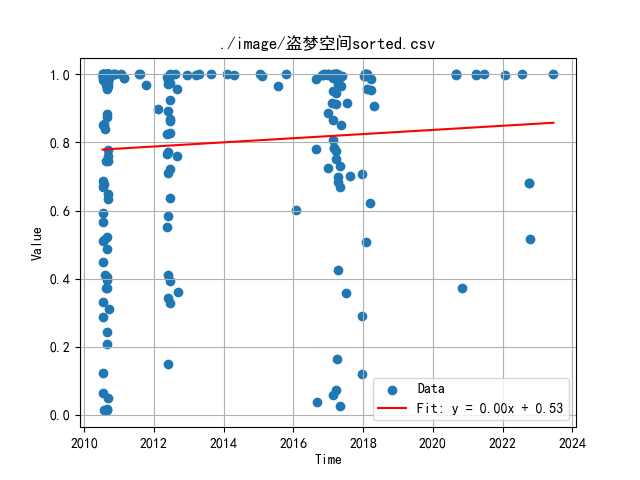 ./image/盗梦空间sorted.csv
1.0
0.8
0.6
0.4
0.2
0.0
Value
2010 2012 2014 2016 2018 2020 2022 2024
Time
Data
Fit: y = 0.00x + 0.53